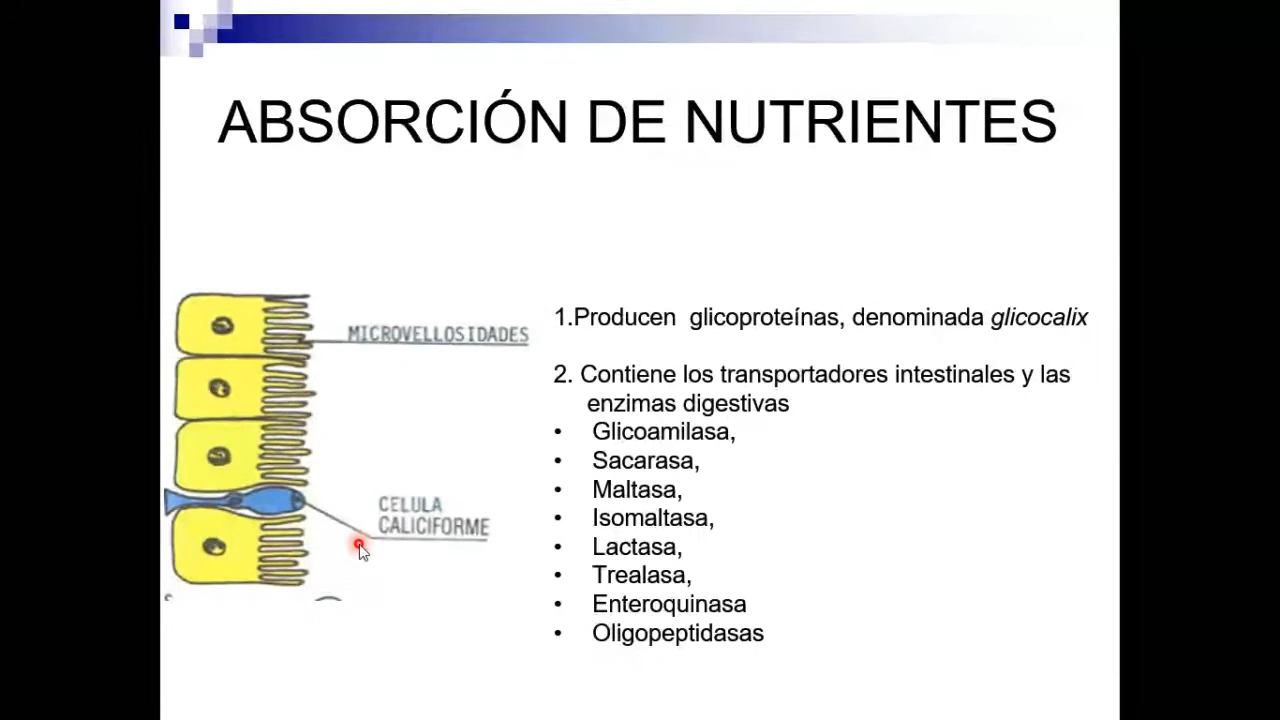 ABSORCIÓN DE NUTRIENTES
MICROVELLOSIDADES
CELULA
CALICIFORME
1.Producen glicoproteínas, denominada glicocalix
2. Contiene los transportadores intestinales y las
enzimas digestivas
• Glicoamilasa,
• Sacarasa,
• Maltasa,
• Isomaltasa,
• Lactasa,
• Trealasa,
• Enteroquinasa
• Oligopeptidasas